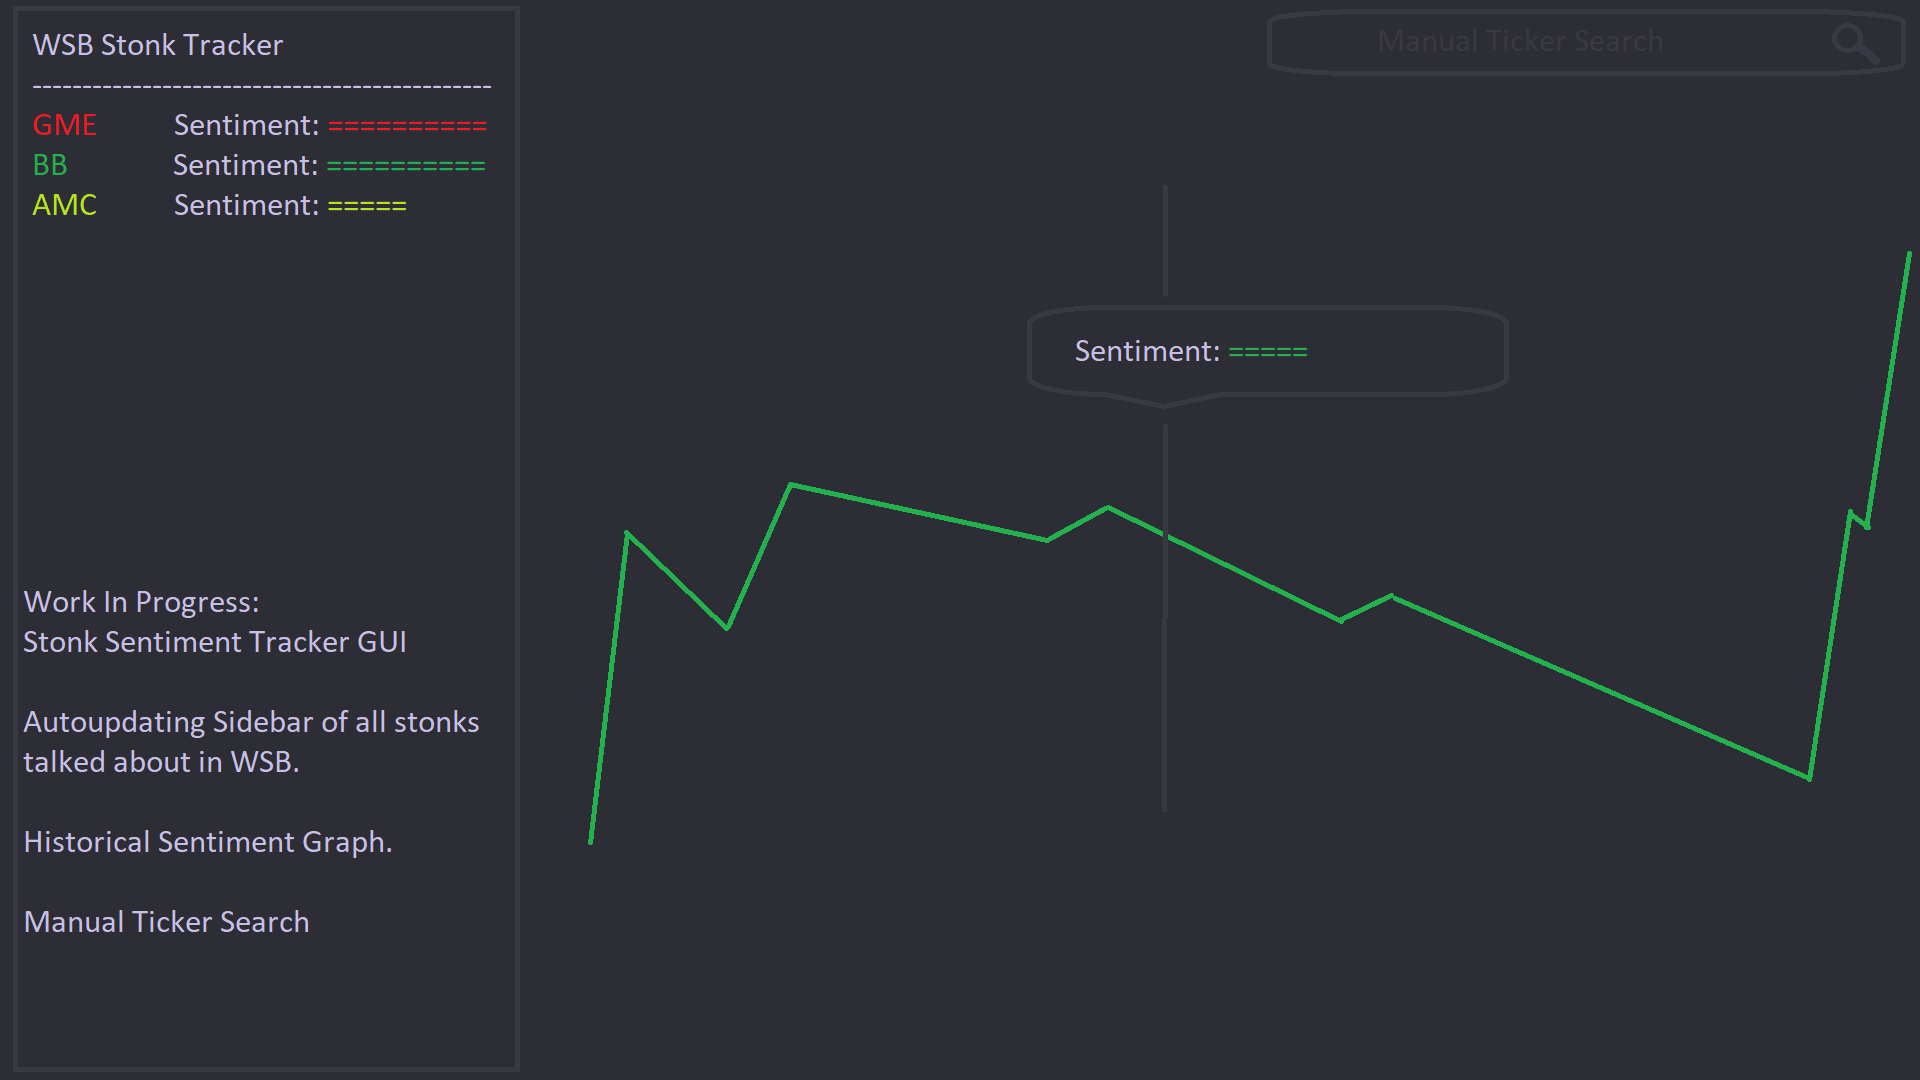 WSB Stonk Tracker
----------------------------------------------
GME Sentiment: ==========
BB Sentiment: ==========
AMC Sentiment: =====
Work In Progress:
Stonk Sentiment Tracker GUI
Autoupdating Sidebar of all stonks
talked about in WSB.
Historical Sentiment Graph.
Manual Ticker Search
Manual Ticker Search
Sentiment: =====